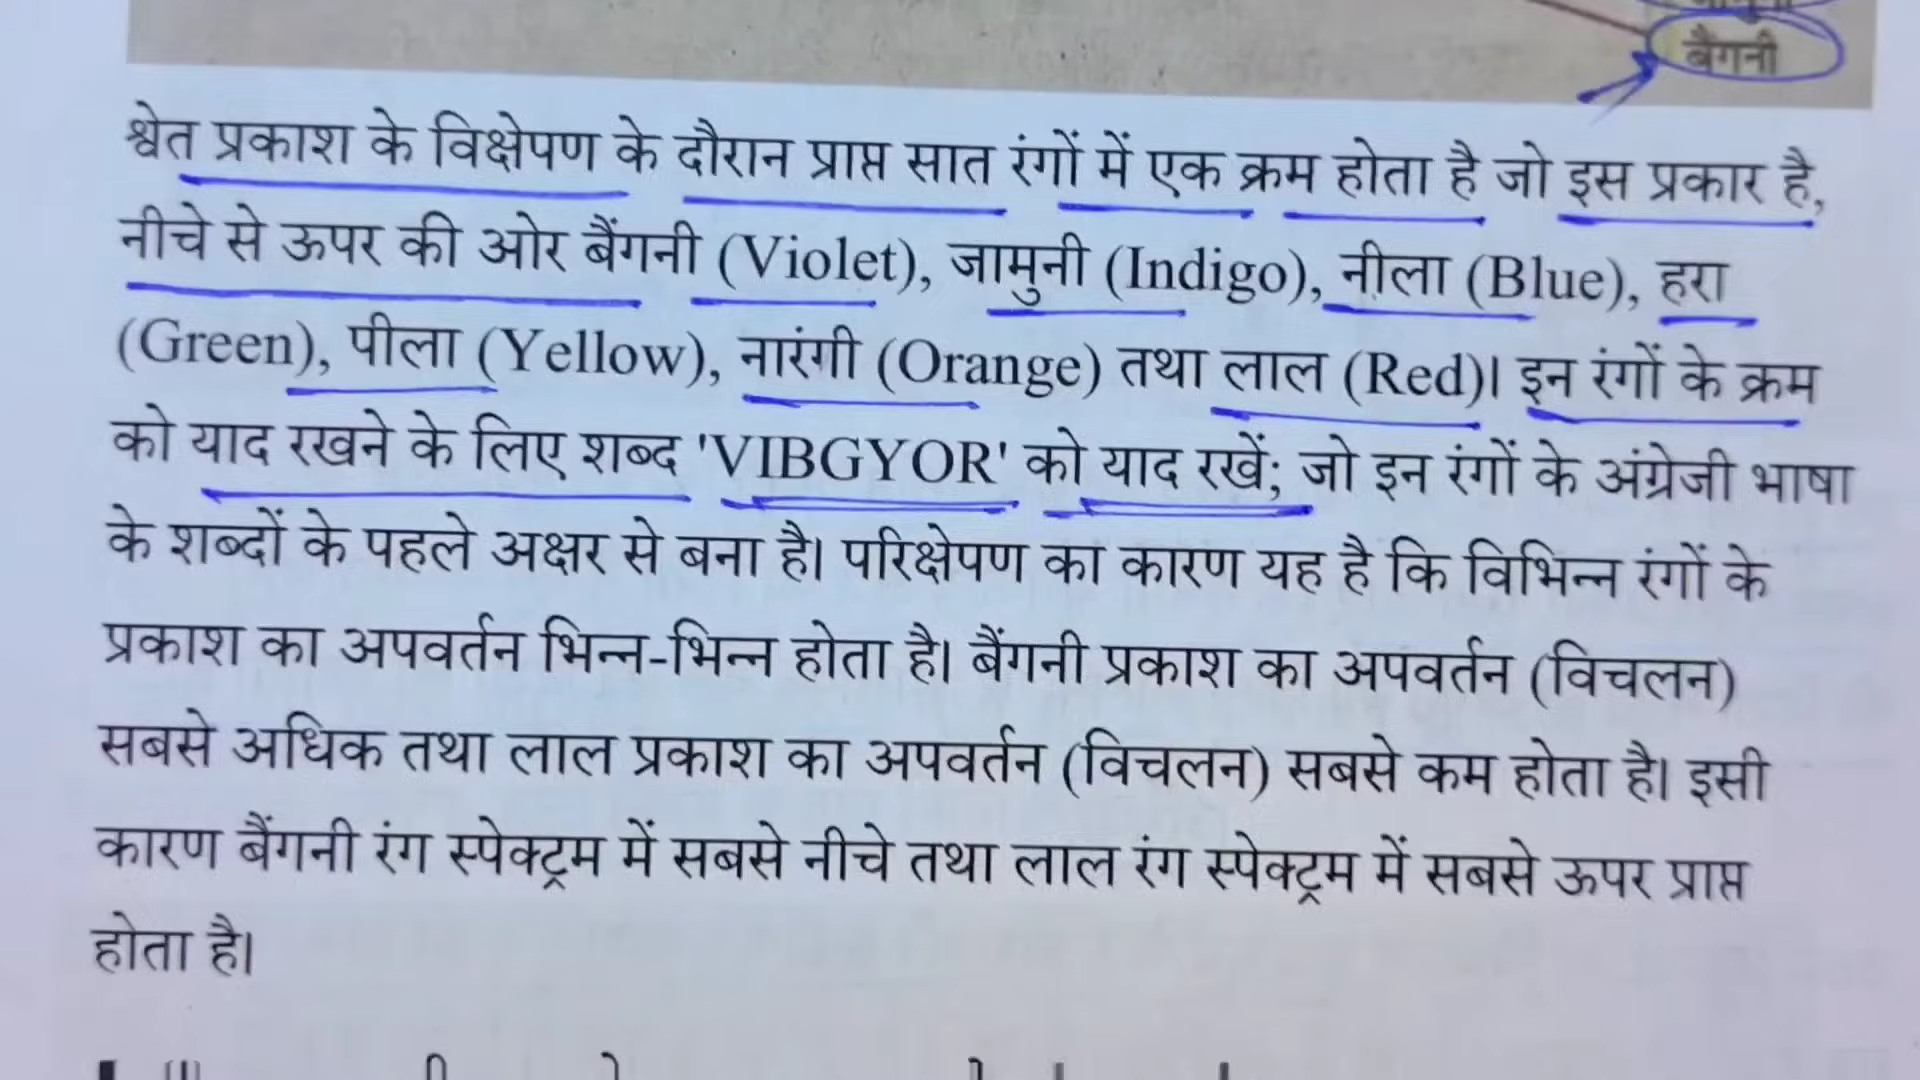 बैंगनी
श्वेत प्रकाश के विक्षेपण के दौरान प्राप्त सात रंगों में एक क्रम होता है जो इस प्रकार है,
नीचे से ऊपर की ओर बैंगनी (Violet), जामुनी (Indigo), नीला (Blue), हरा
(Green), पीला (Yellow), नारंगी (Orange) तथा लाल (Red)। इन रंगों के क्रम
को याद रखने के लिए शब्द 'VIBGYOR' को याद रखें; जो इन रंगों के अंग्रेजी भाषा
के शब्दों के पहले अक्षर से बना है। परिक्षेपण का कारण यह है कि विभिन्न रंगों के
प्रकाश का अपवर्तन भिन्न-भिन्न होता है। बैंगनी प्रकाश का अपवर्तन (विचलन)
सबसे अधिक तथा लाल प्रकाश का अपवर्तन (विचलन) सबसे कम होता है। इसी
कारण बैंगनी रंग स्पेक्ट्रम में सबसे नीचे तथा लाल रंग स्पेक्ट्रम में सबसे ऊपर प्राप्त
होता है।